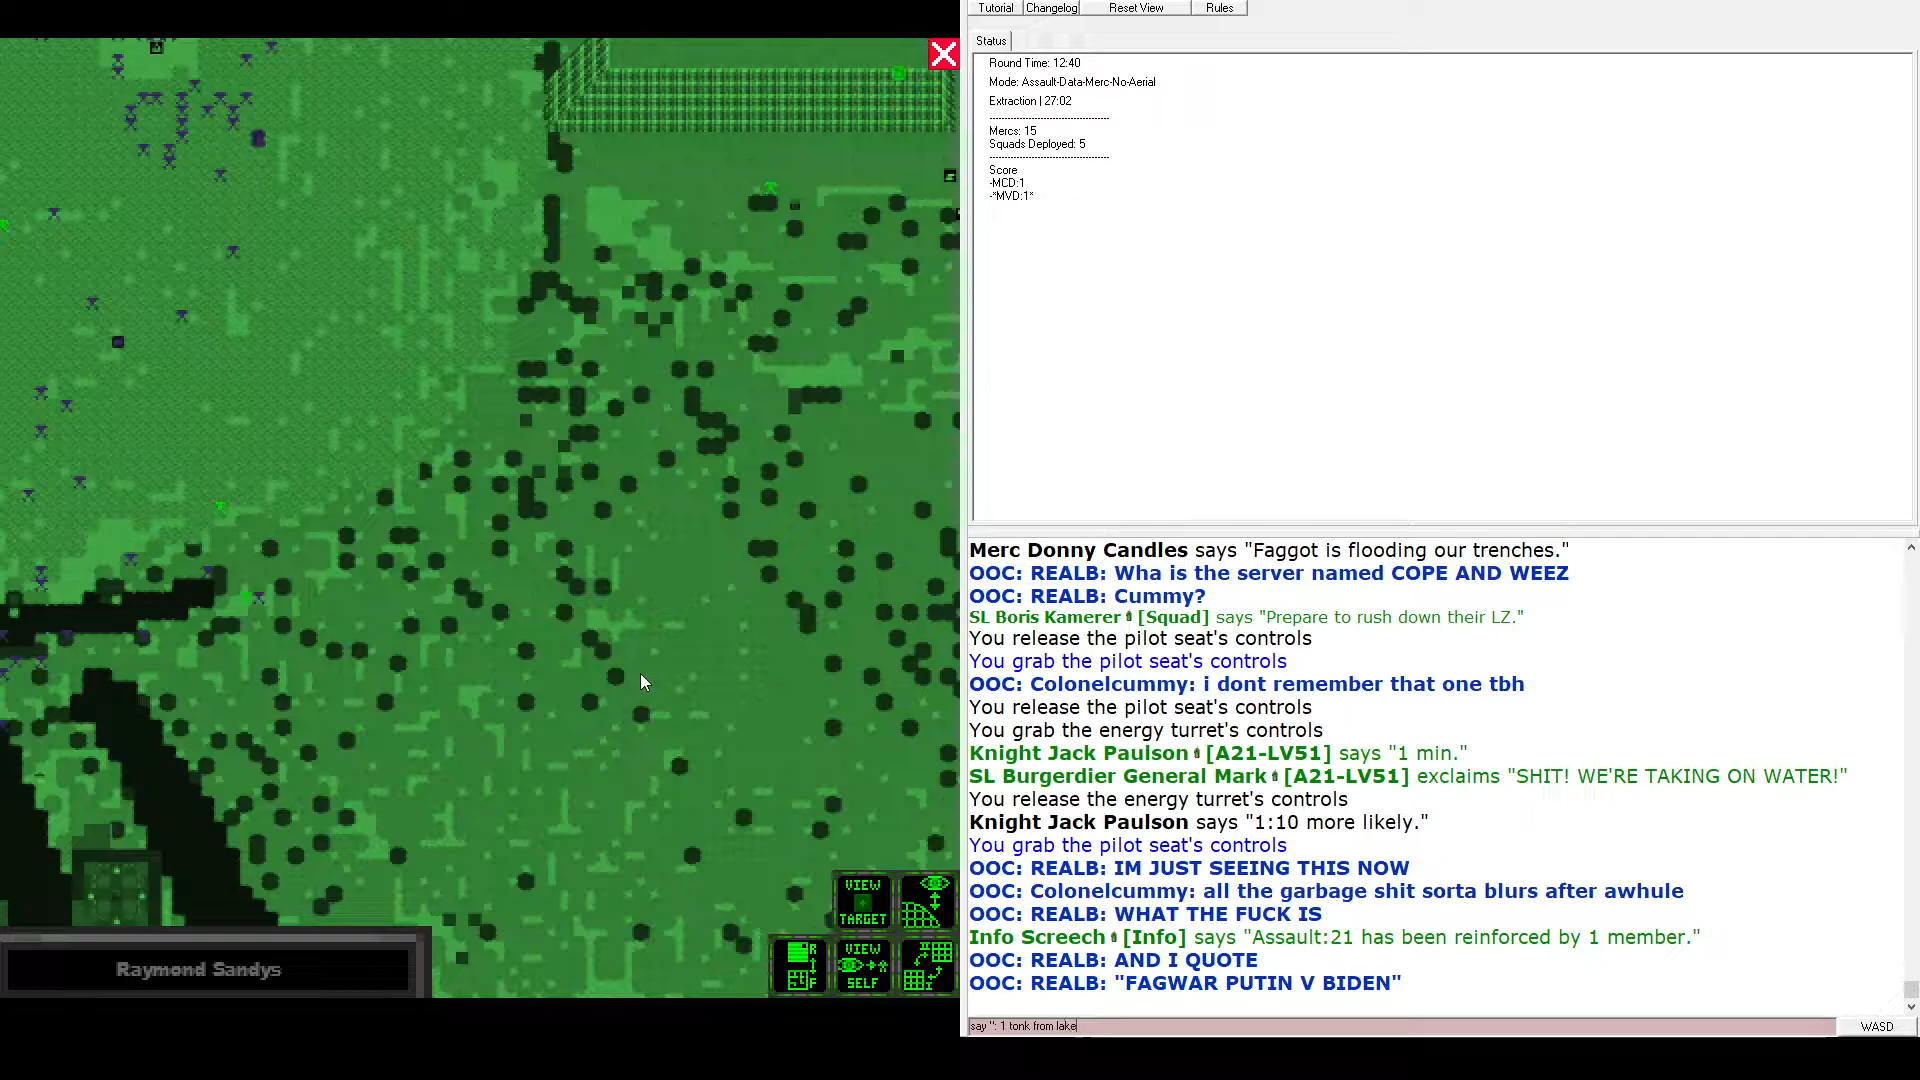 Tutorial
Changelog
Reset View
Rules
Status
Round Time: 12:40
Mode: Assault-Data-Merc-No-Aerial
Extraction | 27:02
Mercs: 15
Squads Deployed: 5
Score
-MCD:1
-*MVD:1*
Merc Donny Candles says "Faggot is flooding our trenches."
OOC: REALB: Wha is the server named COPE AND WEEZ
OOC: REALB: Cummy?
SL Boris Kamerer [Squad] says "Prepare to rush down their LZ."
You release the pilot seat's controls
You grab the pilot seat's controls
OOC: Colonelcummy: i dont remember that one tbh
You release the pilot seat's controls
You grab the energy turret's controls
Knight Jack Paulson [A21-LV51] says "1 min."
SL Burgerdier General Mark [A21-LV51] exclaims "SHIT! WE'RE TAKING ON WATER!"
You release the energy turret's controls
Knight Jack Paulson says "1:10 more likely."
You grab the pilot seat's controls
OOC: REALB: IM JUST SEEING THIS NOW
OOC: Colonelcummy: all the garbage shit sorta blurs after awhule
OOC: REALB: WHAT THE FUCK IS
Info Screech [Info] says "Assault:21 has been reinforced by 1 member."
OOC: REALB: AND I QUOTE
OOC: REALB: "FAGWAR PUTIN V BIDEN"
say ": 1 tonk from lake
WASD
VIEW
TARGET
R
F
VIEW
SELF
Raymond Sandys